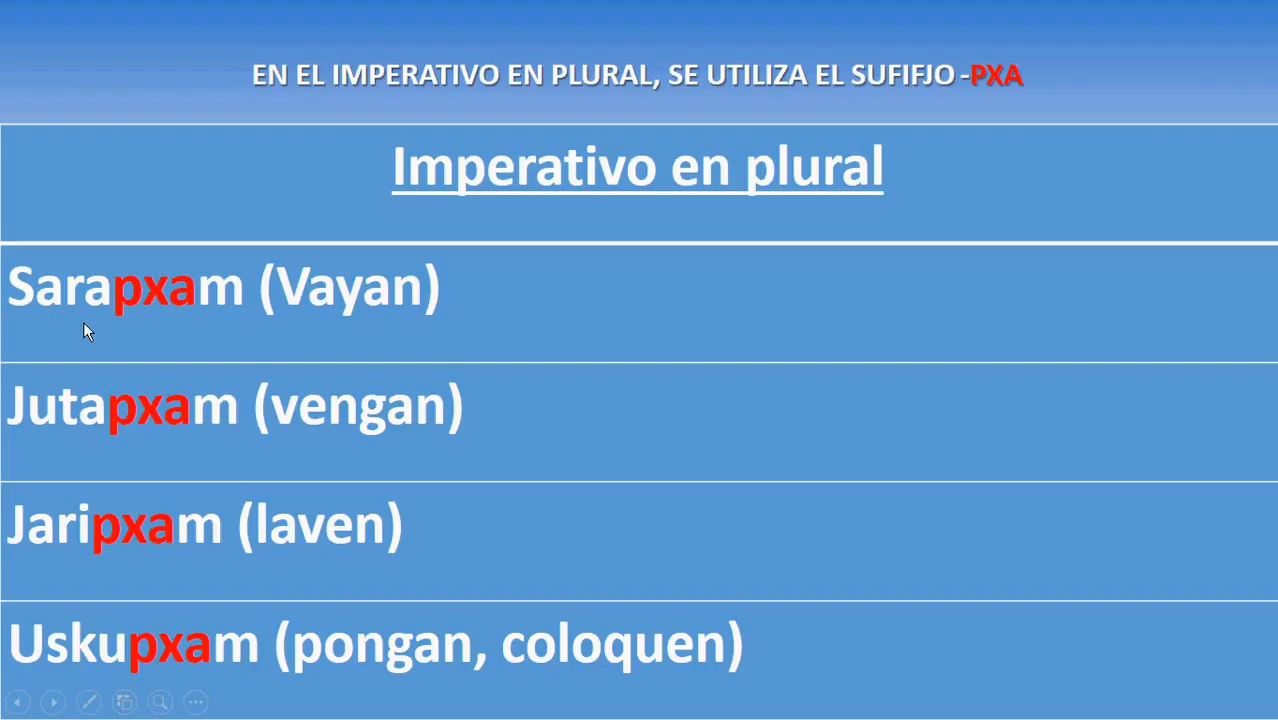 EN EL IMPERATIVO EN PLURAL, SE UTILIZA EL SUFIFJO -PXA
Imperativo en plural
Sarapxam (Vayan)
Jutapxam (vengan)
Jaripxam (laven)
Uskupxam (pongan, coloquen)